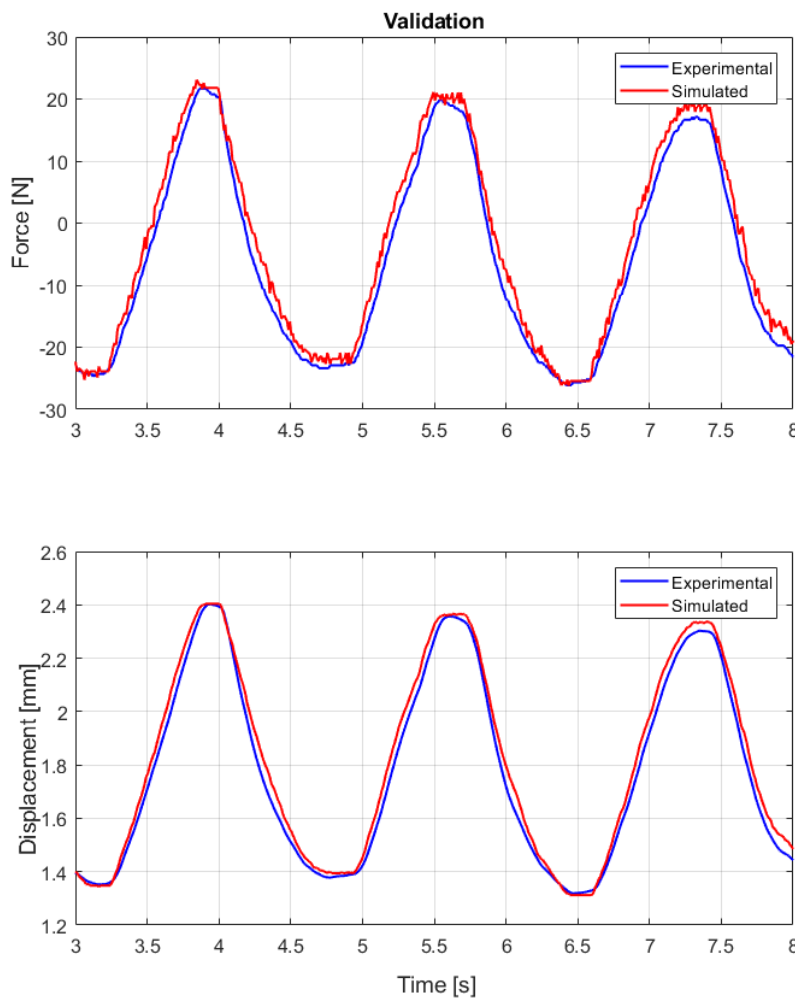 Validation
30
20
10
0
-10
-20
-30
Force [N]
Experimental
Simulated
3 3.5 4 4.5 5 5.5 6 6.5 7 7.5 8
2.6
2.4
2.2
2
1.8
1.6
1.4
1.2
Displacement [mm]
Experimental
Simulated
3 3.5 4 4.5 5 5.5 6 6.5 7 7.5 8
Time [s]